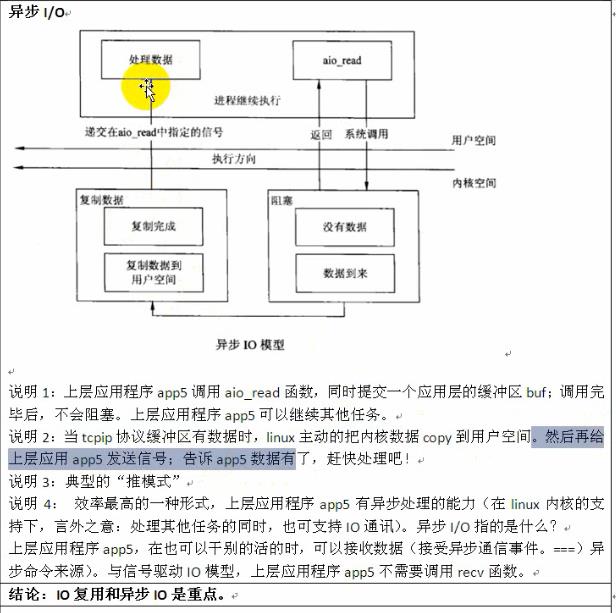 异步 I/O
处理数据
aio_read
进程继续执行
递交在aio_read中指定的信号
返回
系统调用
用户空间
执行方向
内核空间
复制数据
阻塞
复制完成
没有数据
复制数据到
用户空间
数据到来
异步 IO 模型
说明 1：上层应用程序 app5 调用 aio_read 函数，同时提交一个应用层的缓冲区 buf；调用完
毕后，不会阻塞。上层应用程序 app5 可以继续其他任务。
说明 2：当 tcpip 协议缓冲区有数据时，linux 主动的把内核数据 copy 到用户空间。然后再给
上层应用 app5 发送信号；告诉 app5 数据有了，赶快处理吧！
说明 3：典型的“推模式”
说明 4： 效率最高的一种形式，上层应用程序 app5 有异步处理的能力（在 linux 内核的支
持下，言外之意：处理其他任务的同时，也可支持 IO 通讯）。异步 I/O 指的是什么？
上层应用程序 app5，在也可以干别的活的时，可以接收数据（接受异步通信事件。===）异
步命令来源）。与信号驱动 IO 模型，上层应用程序 app5 不需要调用 recv 函数。
结论：IO 复用和异步 IO 是重点。